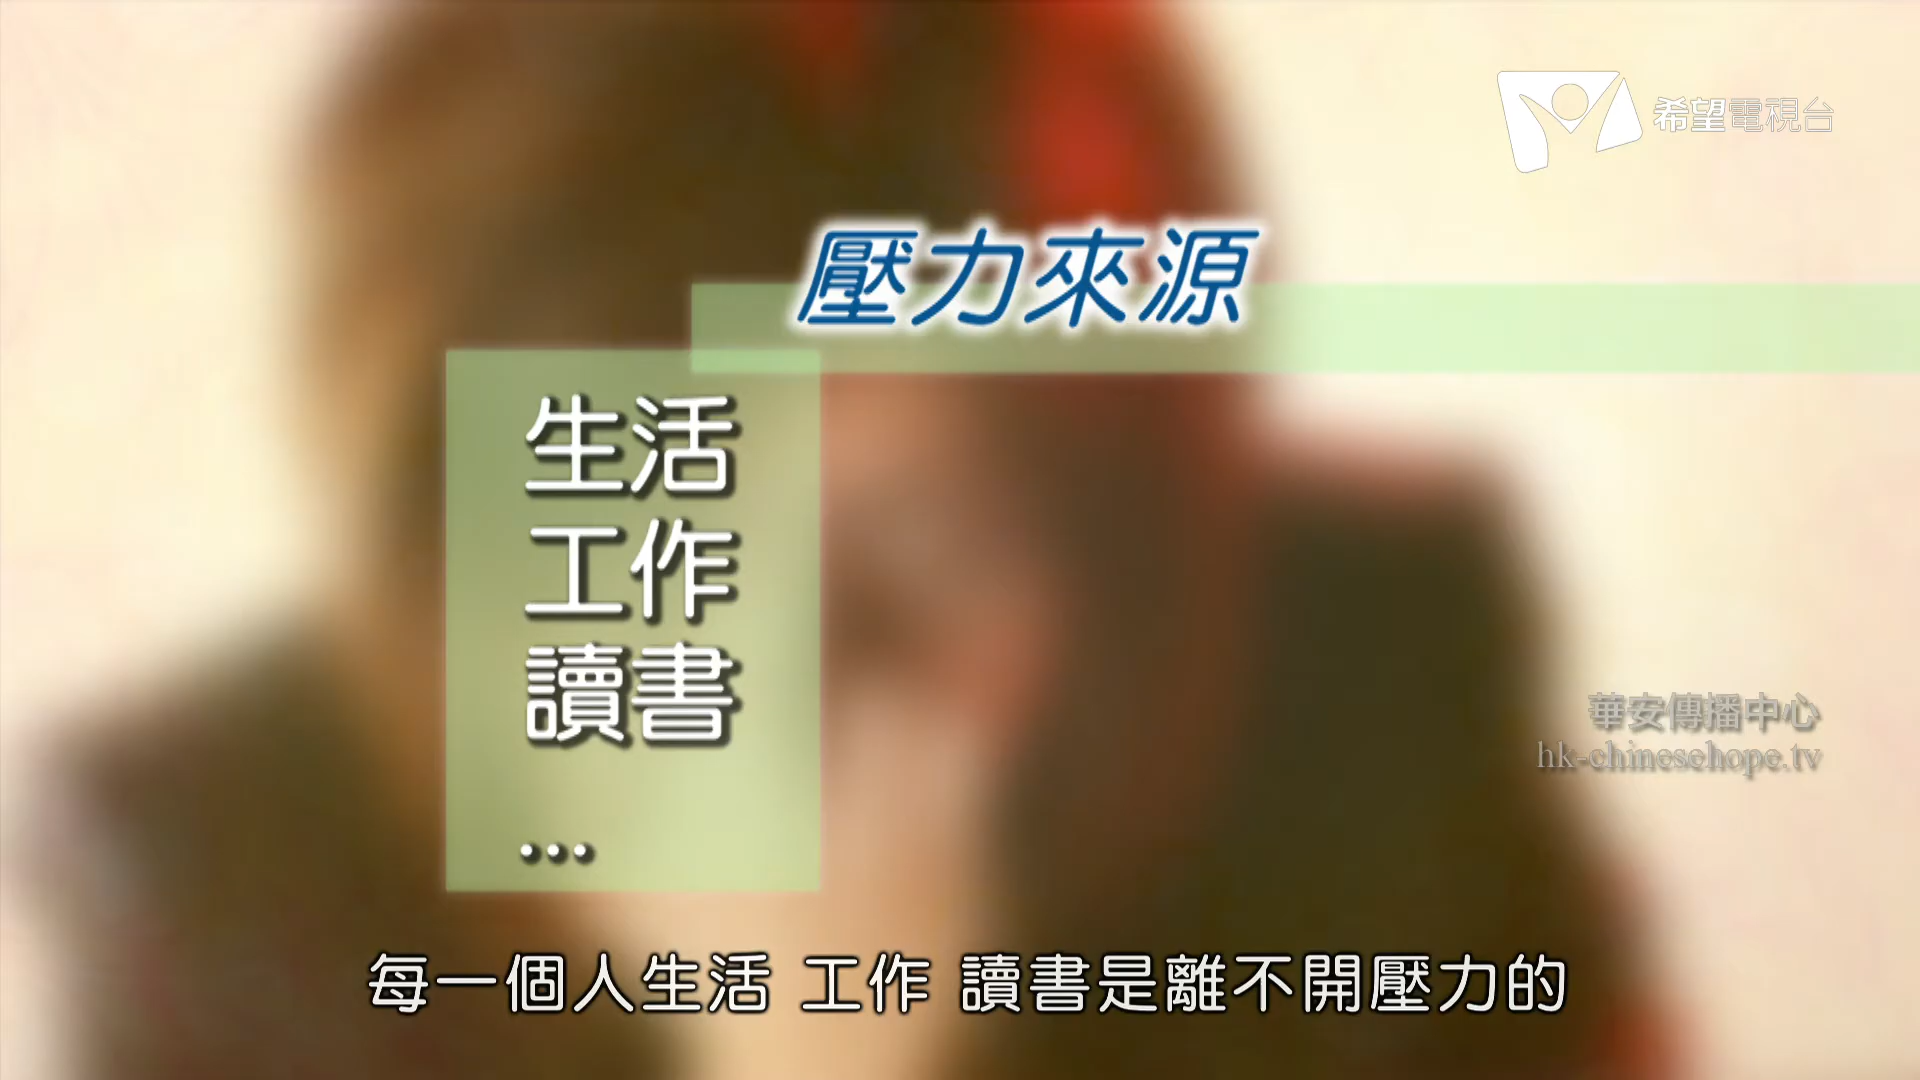 希望電視台
壓力來源
生活
工作
讀書
...
華安傳播中心
hk-chinesehope.tv
每一個人生活 工作 讀書是離不開壓力的